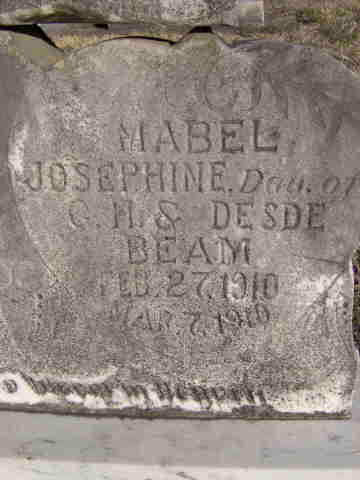 MABEL
JOSEPHINE, Dau. of
C. H. & DESDE
BEAM
FEB. 27, 1910
MAR. 7, 1910